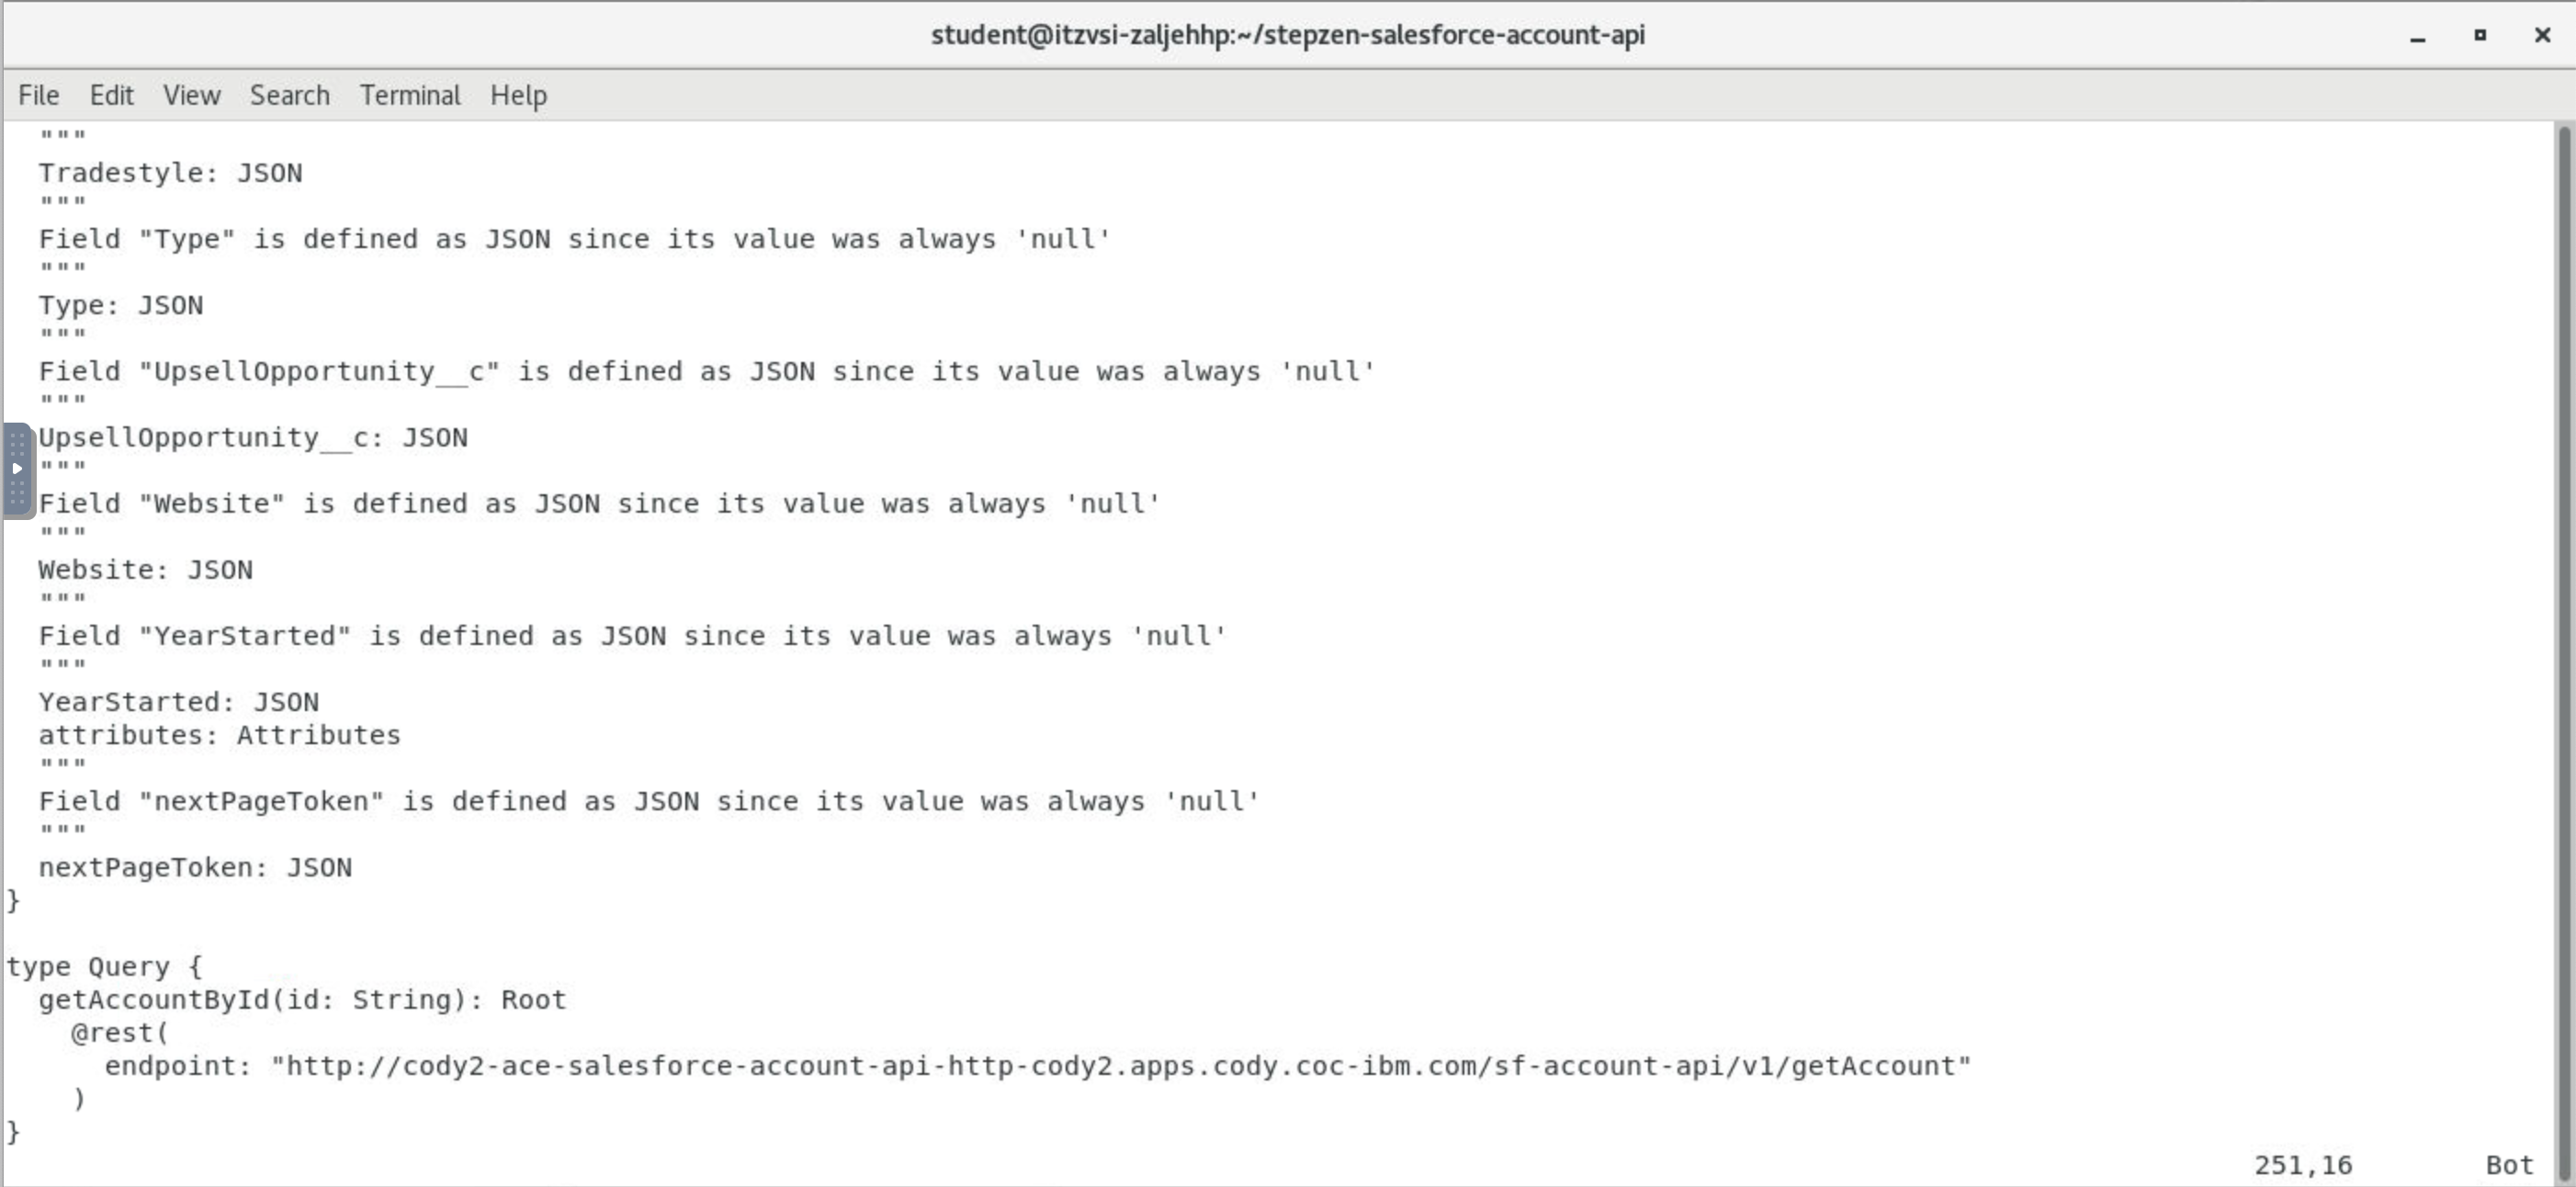 student@itzvsi-zaljehhp:~/stepzen-salesforce-account-api
File Edit View Search Terminal Help
"""
Tradestyle: JSON
"""
Field "Type" is defined as JSON since its value was always 'null'
"""
Type: JSON
"""
Field "UpsellOpportunity__c" is defined as JSON since its value was always 'null'
"""
UpsellOpportunity__c: JSON
"""
Field "Website" is defined as JSON since its value was always 'null'
"""
Website: JSON
"""
Field "YearStarted" is defined as JSON since its value was always 'null'
"""
YearStarted: JSON
attributes: Attributes
"""
Field "nextPageToken" is defined as JSON since its value was always 'null'
"""
nextPageToken: JSON
}
type Query {
getAccountById(id: String): Root
@rest(
endpoint: "http://cody2-ace-salesforce-account-api-http-cody2.apps.cody.coc-ibm.com/sf-account-api/v1/getAccount"
)
}
251,16 Bot